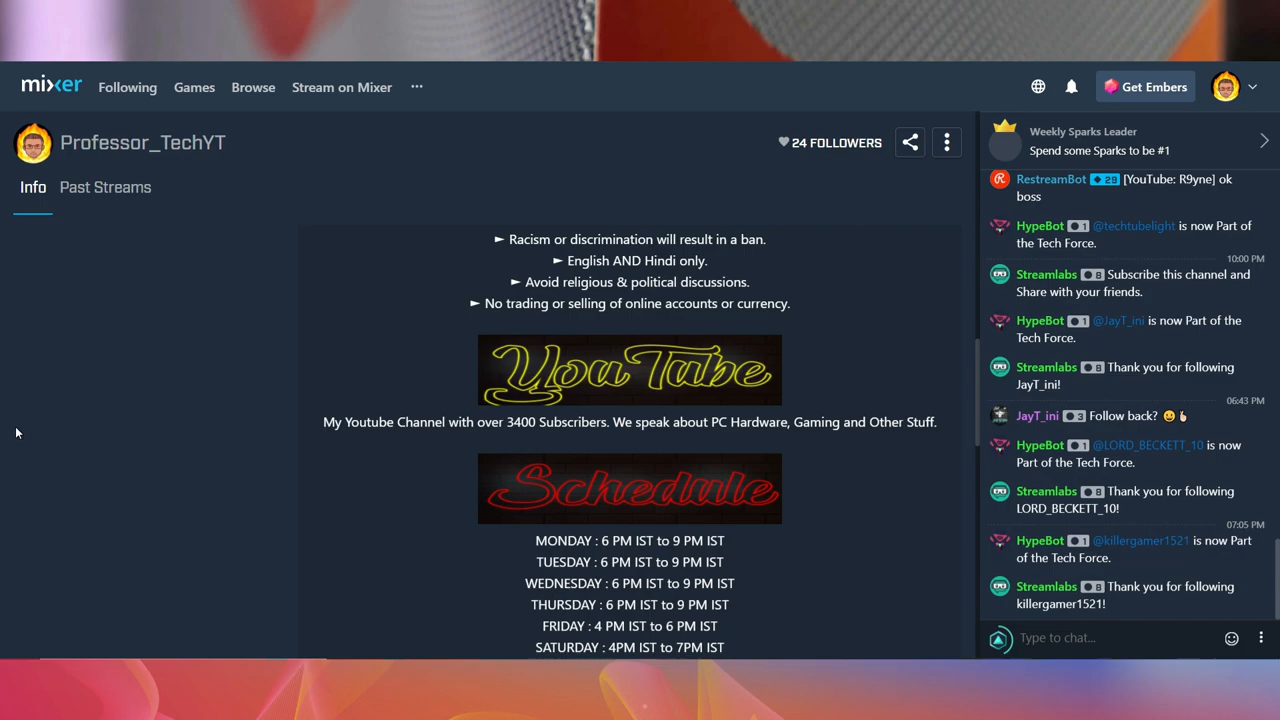 mixer
Following
Games
Browse
Stream on Mixer
Get Embers
Professor_TechYT
24 FOLLOWERS
Info
Past Streams
► Racism or discrimination will result in a ban.
► English AND Hindi only.
► Avoid religious & political discussions.
► No trading or selling of online accounts or currency.
YouTube
My Youtube Channel with over 3400 Subscribers. We speak about PC Hardware, Gaming and Other Stuff.
Schedule
MONDAY : 6 PM IST to 9 PM IST
TUESDAY : 6 PM IST to 9 PM IST
WEDNESDAY : 6 PM IST to 9 PM IST
THURSDAY : 6 PM IST to 9 PM IST
FRIDAY : 4 PM IST to 6 PM IST
SATURDAY : 4PM IST to 7PM IST
Weekly Sparks Leader
Spend some Sparks to be #1
RestreamBot 29 [YouTube: R9yne] ok
boss
HypeBot 1 @techtubelight is now Part of
the Tech Force.
10:00 PM
Streamlabs 8 Subscribe this channel and
Share with your friends.
HypeBot 1 @JayT_ini is now Part of the
Tech Force.
Streamlabs 8 Thank you for following
JayT_ini!
06:43 PM
JayT_ini 3 Follow back? 😀🤞🏻
HypeBot 1 @LORD_BECKETT_10 is now
Part of the Tech Force.
Streamlabs 8 Thank you for following
LORD_BECKETT_10!
07:05 PM
HypeBot 1 @killergamer1521 is now Part
of the Tech Force.
Streamlabs 8 Thank you for following
killergamer1521!
Type to chat...